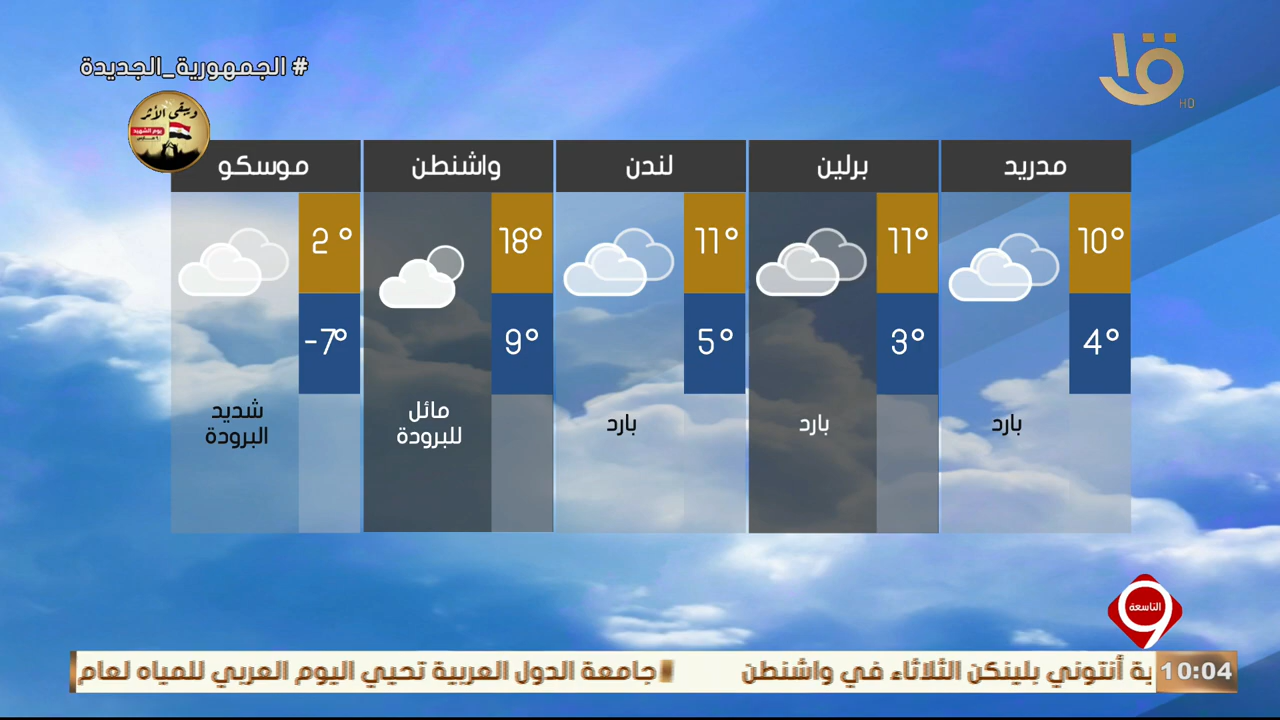 # الجمهورية_الجديدة
HD
ويبقى الأثر
يوم الشهيد
مدريد
10°
4°
بارد
برلين
11°
3°
بارد
لندن
11°
5°
بارد
واشنطن
18°
9°
مائل
للبرودة
موسكو
2°
-7°
شديد
البرودة
التاسعة
9
10:04
ية أنتوني بلينكن الثلاثاء في واشنطن
جامعة الدول العربية تحيي اليوم العربي للمياه لعام